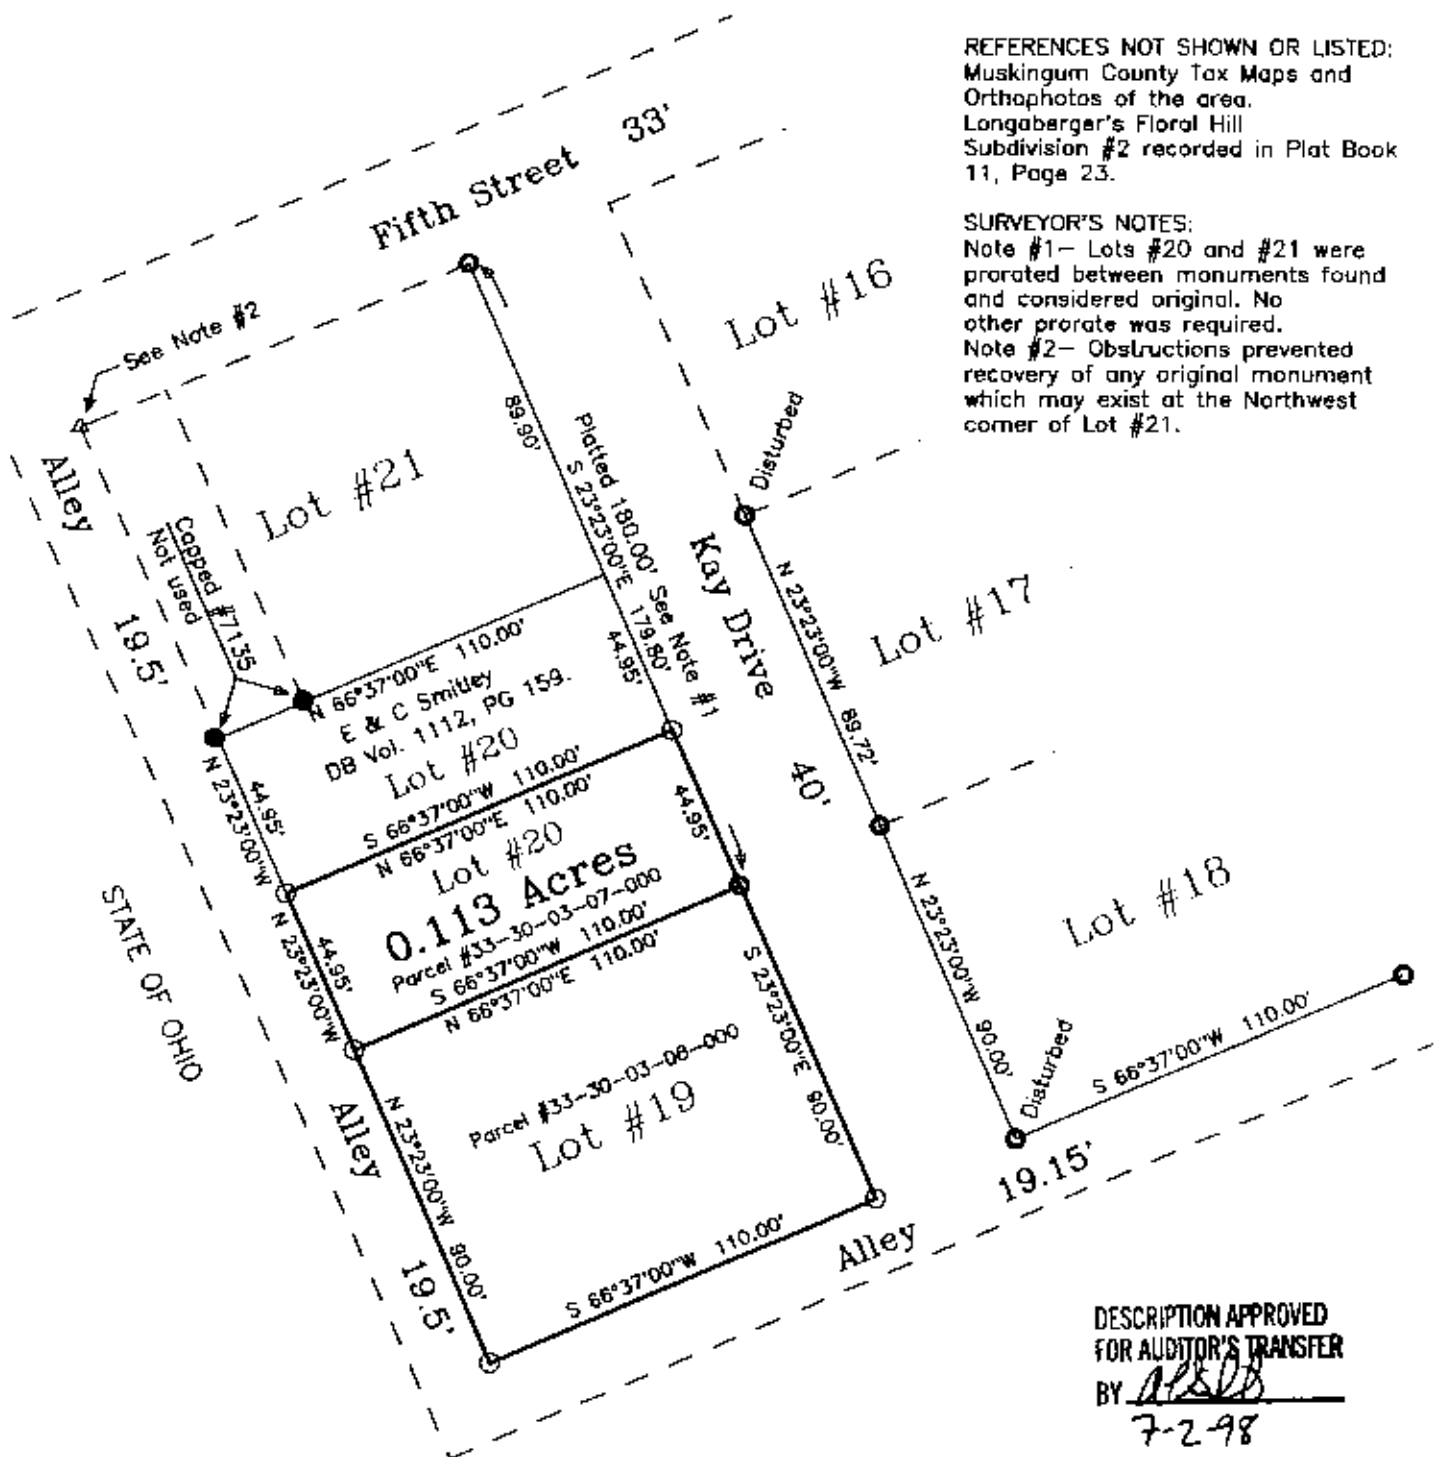 REFERENCES NOT SHOWN OR LISTED:
Muskingum County Tax Maps and
Orthophotos of the area.
Longaberger's Floral Hill
Subdivision #2 recorded in Plat Book
11, Page 23.
SURVEYOR'S NOTES:
Note #1– Lots #20 and #21 were
prorated between monuments found
and considered original. No
other prorate was required.
Note #2– Obstructions prevented
recovery of any original monument
which may exist at the Northwest
corner of Lot #21.
Fifth Street 33'
See Note #2
Alley
19.5'
Capped #7135
Not used
Lot #21
89.90'
Platted 180.00' See Note #1
S 23°23'00"E 179.80'
44.95'
Kay Drive
40'
Lot #16
Disturbed
N 23°23'00"W 89.72'
Lot #17
N 66°37'00"E 110.00'
E & C Smitley
DB Vol. 1112, PG 159.
Lot #20
44.95'
N 23°23'00"W
S 66°37'00"W 110.00'
N 66°37'00"E 110.00'
Lot #20
0.113 Acres
Parcel #33-30-03-07-000
44.95'
44.95'
N 23°23'00"W
S 66°37'00"W 110.00'
N 66°37'00"E 110.00'
STATE OF OHIO
Parcel #33-30-03-08-000
Lot #19
S 23°23'00"E 90.00'
N 23°23'00"W 90.00'
Alley
19.5'
S 66°37'00"W 110.00'
N 23°23'00"W 90.00'
Lot #18
Disturbed
S 66°37'00"W 110.00'
Alley 19.15'
DESCRIPTION APPROVED
FOR AUDITOR'S TRANSFER
BY
7-2-98